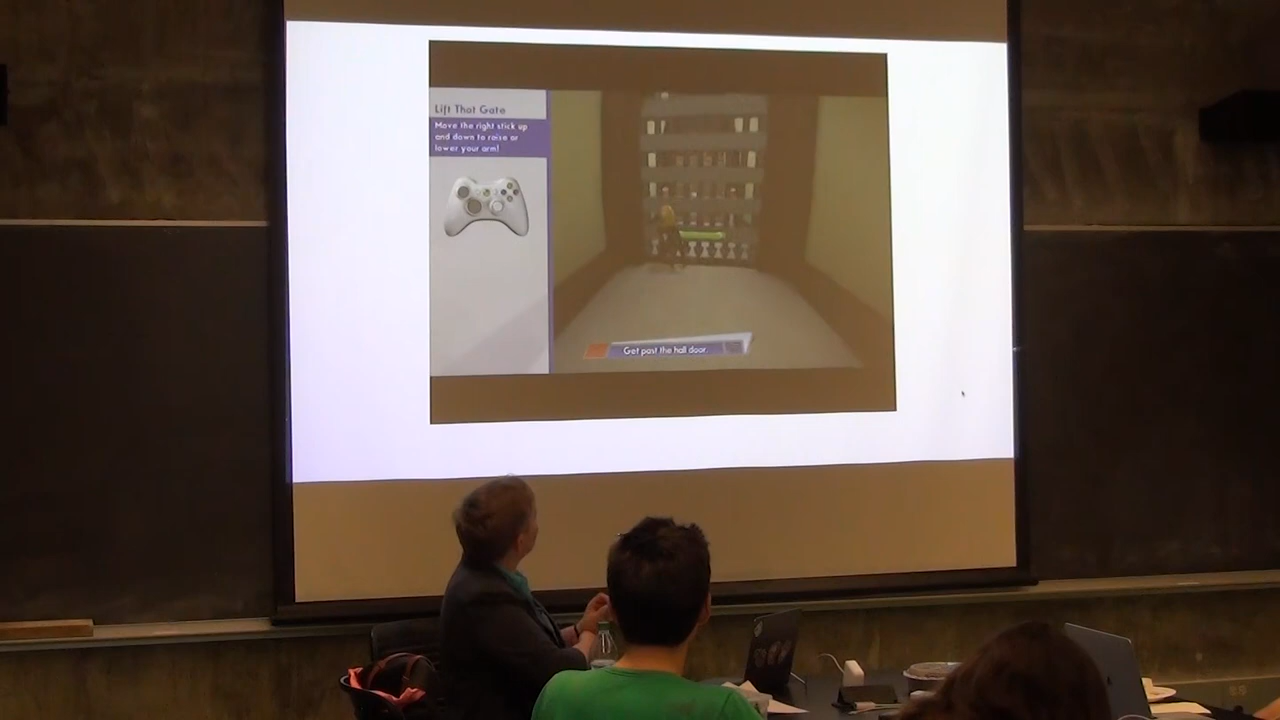 Lift That Gate
Move the right stick up
and down to raise or
lower your arm!
Get past the hall door.